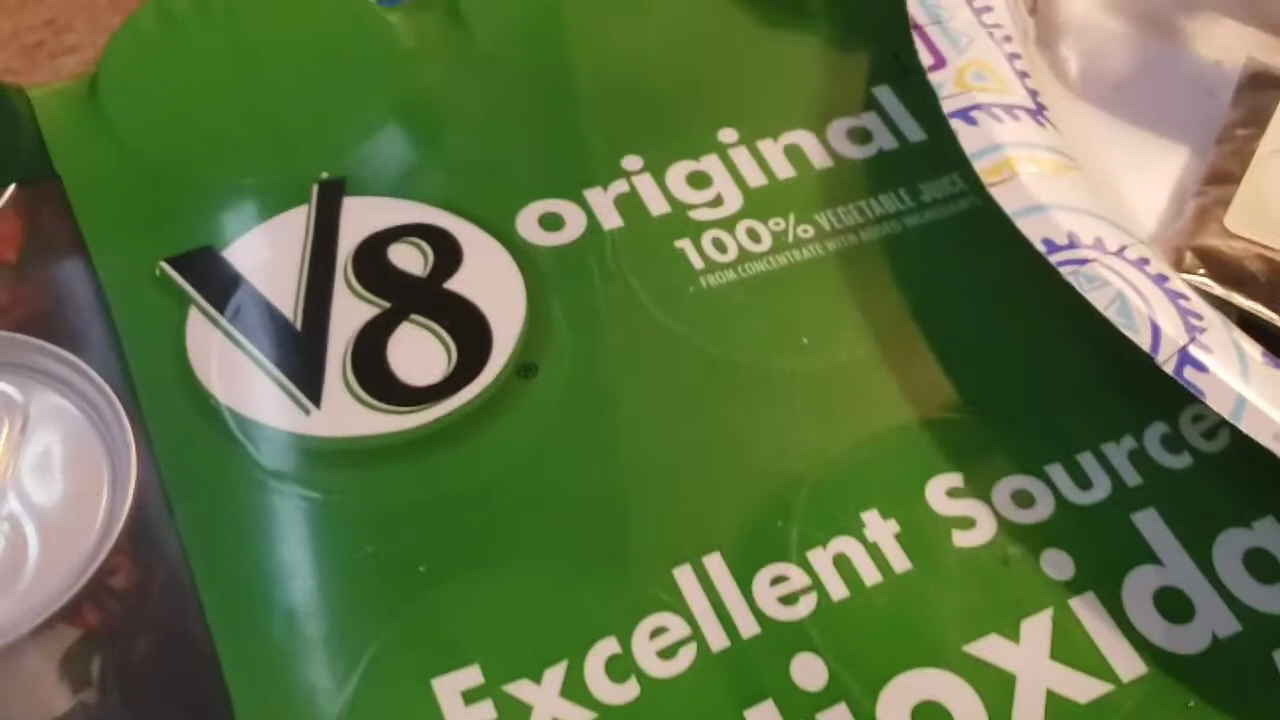 V8
®
original
100% VEGETABLE JUICE
FROM CONCENTRATE WITH ADDED INGREDIENTS
Excellent Source